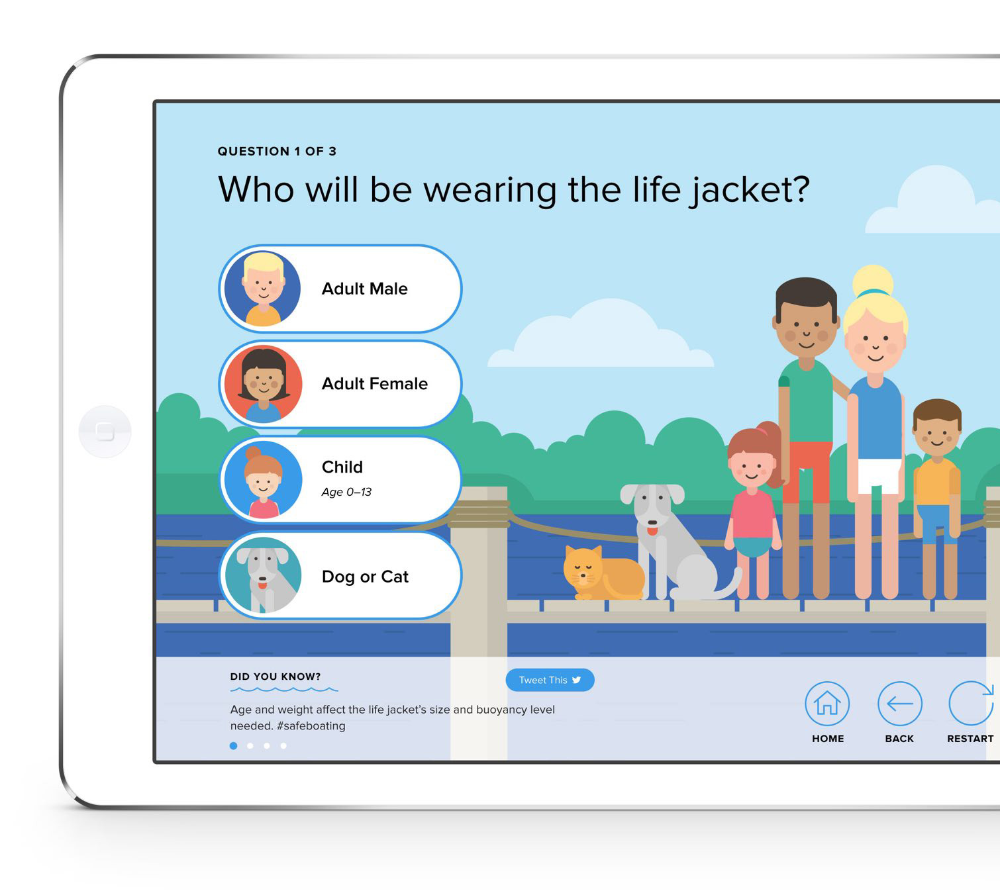 QUESTION 1 OF 3
Who will be wearing the life jacket?
Adult Male
Adult Female
Child
Age 0–13
Dog or Cat
DID YOU KNOW?
Tweet This
Age and weight affect the life jacket’s size and buoyancy level
needed. #safeboating
HOME
BACK
RESTART